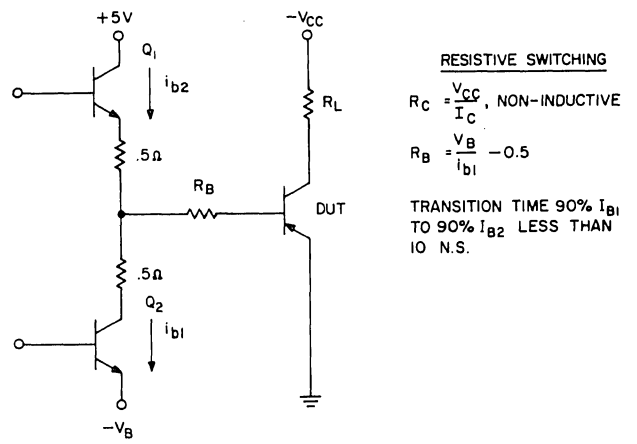 +5V
Q1
ib2
.5Ω
RB
.5Ω
Q2
ib1
-VB
-VCC
RL
DUT
RESISTIVE SWITCHING
RC = VCC / IC, NON-INDUCTIVE
RB = VB / ib1 - 0.5
TRANSITION TIME 90% IB1
TO 90% IB2 LESS THAN
10 N.S.